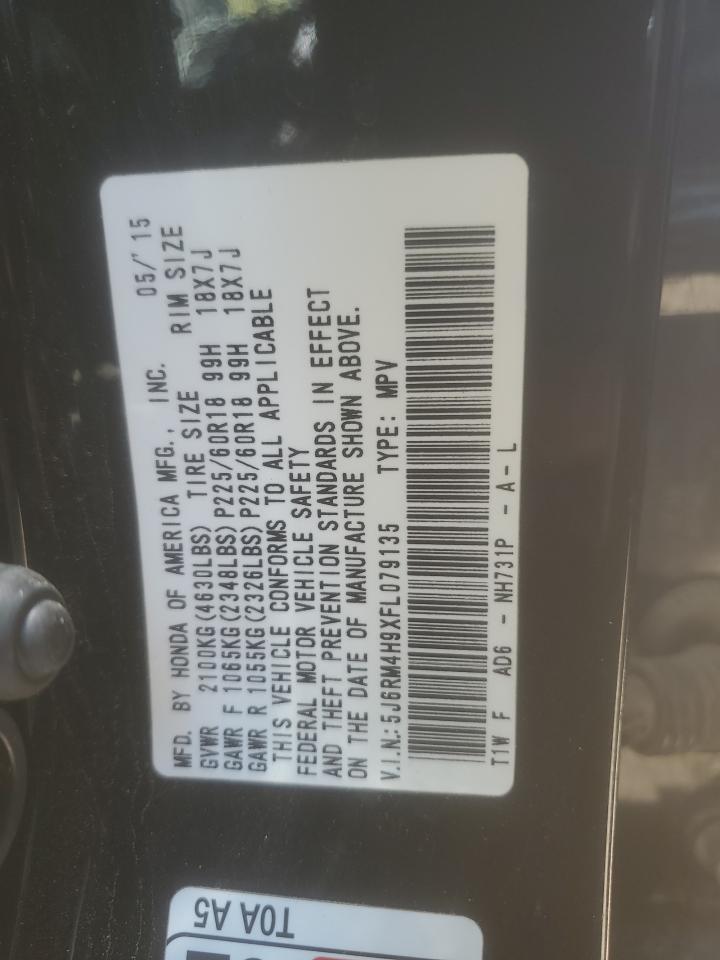 05/'15
MFD. BY HONDA OF AMERICA MFG., INC.
GVWR 2100KG(4630LBS) TIRE SIZE RIM SIZE
GAWR F 1065KG(2348LBS)P225/60R18 99H 18X7J
GAWR R 1055KG(2326LBS)P225/60R18 99H 18X7J
THIS VEHICLE CONFORMS TO ALL APPLICABLE
FEDERAL MOTOR VEHICLE SAFETY
AND THEFT PREVENTION STANDARDS IN EFFECT
ON THE DATE OF MANUFACTURE SHOWN ABOVE.
V.I.N.:5J6RM4H9XFL079135 TYPE: MPV
T1W F AD6 - NH731P - A - L
T0A A5